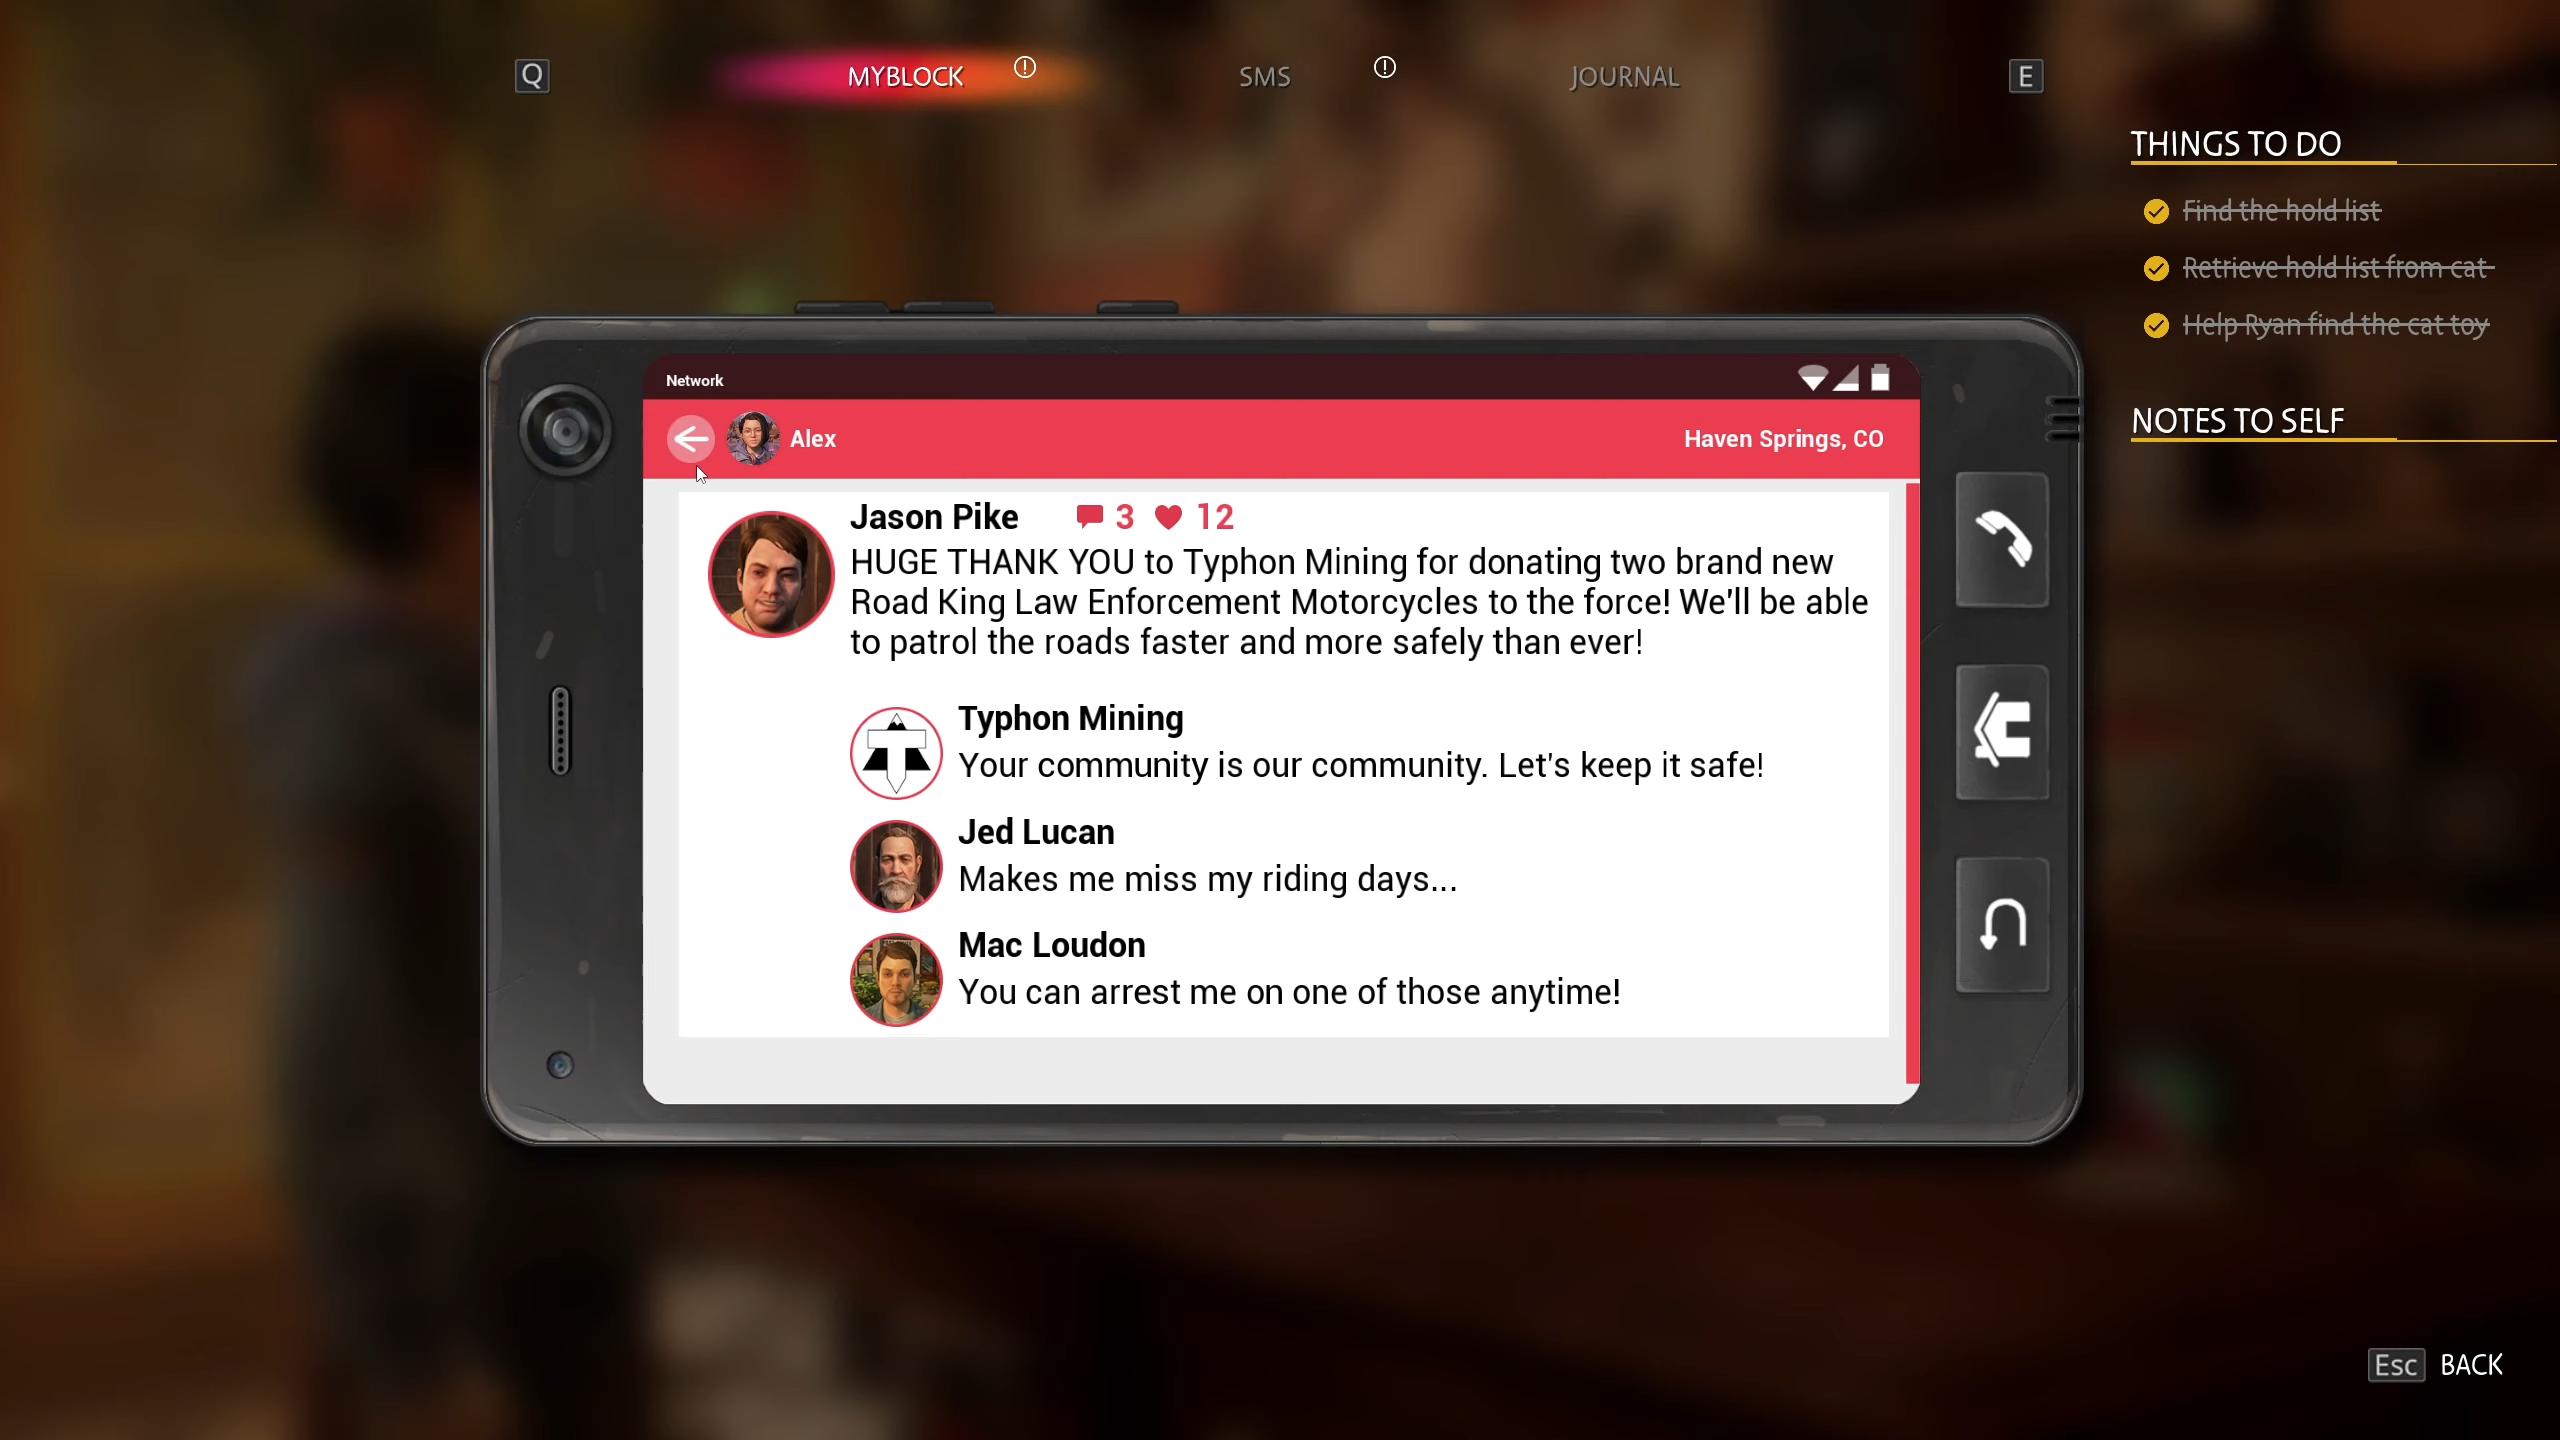 Q
MYBLOCK
SMS
JOURNAL
E
THINGS TO DO
Find the hold list
Retrieve hold list from cat
Help Ryan find the cat toy
NOTES TO SELF
Network
Alex
Haven Springs, CO
Jason Pike 3 12
HUGE THANK YOU to Typhon Mining for donating two brand new
Road King Law Enforcement Motorcycles to the force! We'll be able
to patrol the roads faster and more safely than ever!
Typhon Mining
Your community is our community. Let's keep it safe!
Jed Lucan
Makes me miss my riding days...
Mac Loudon
You can arrest me on one of those anytime!
Esc BACK